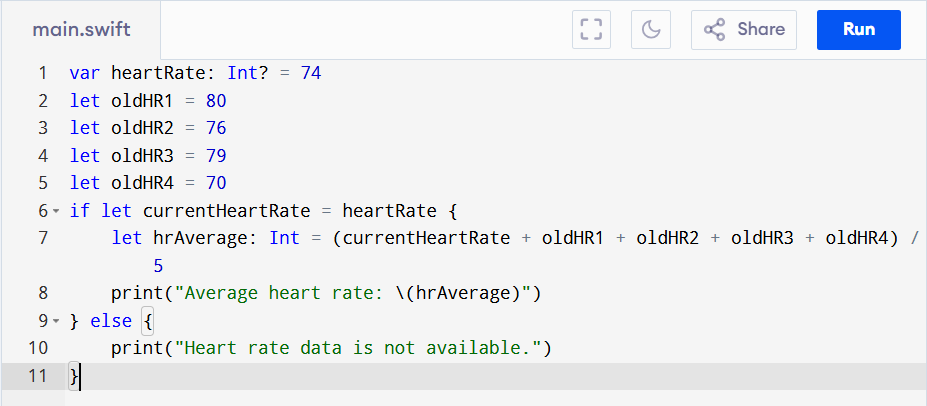 main.swift
Share
Run
1 var heartRate: Int? = 74
2 let oldHR1 = 80
3 let oldHR2 = 76
4 let oldHR3 = 79
5 let oldHR4 = 70
6 if let currentHeartRate = heartRate {
7     let hrAverage: Int = (currentHeartRate + oldHR1 + oldHR2 + oldHR3 + oldHR4) /
        5
8     print("Average heart rate: \(hrAverage)")
9 } else {
10     print("Heart rate data is not available.")
11 }